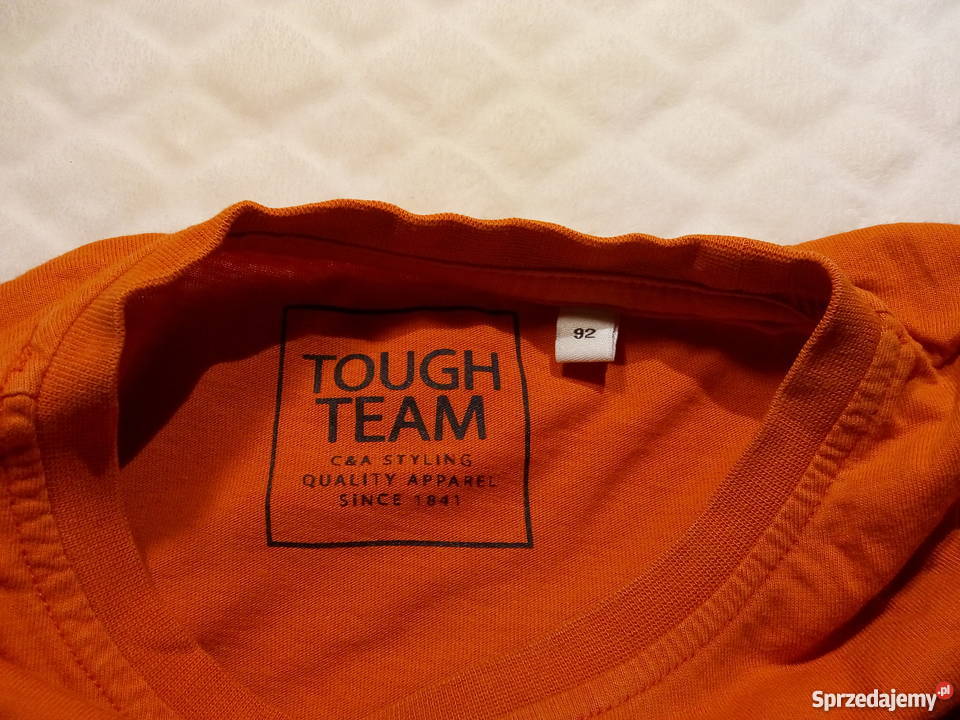 TOUGH
TEAM
C&A STYLING
QUALITY APPAREL
SINCE 1841
92
Sprzedajemy.pl